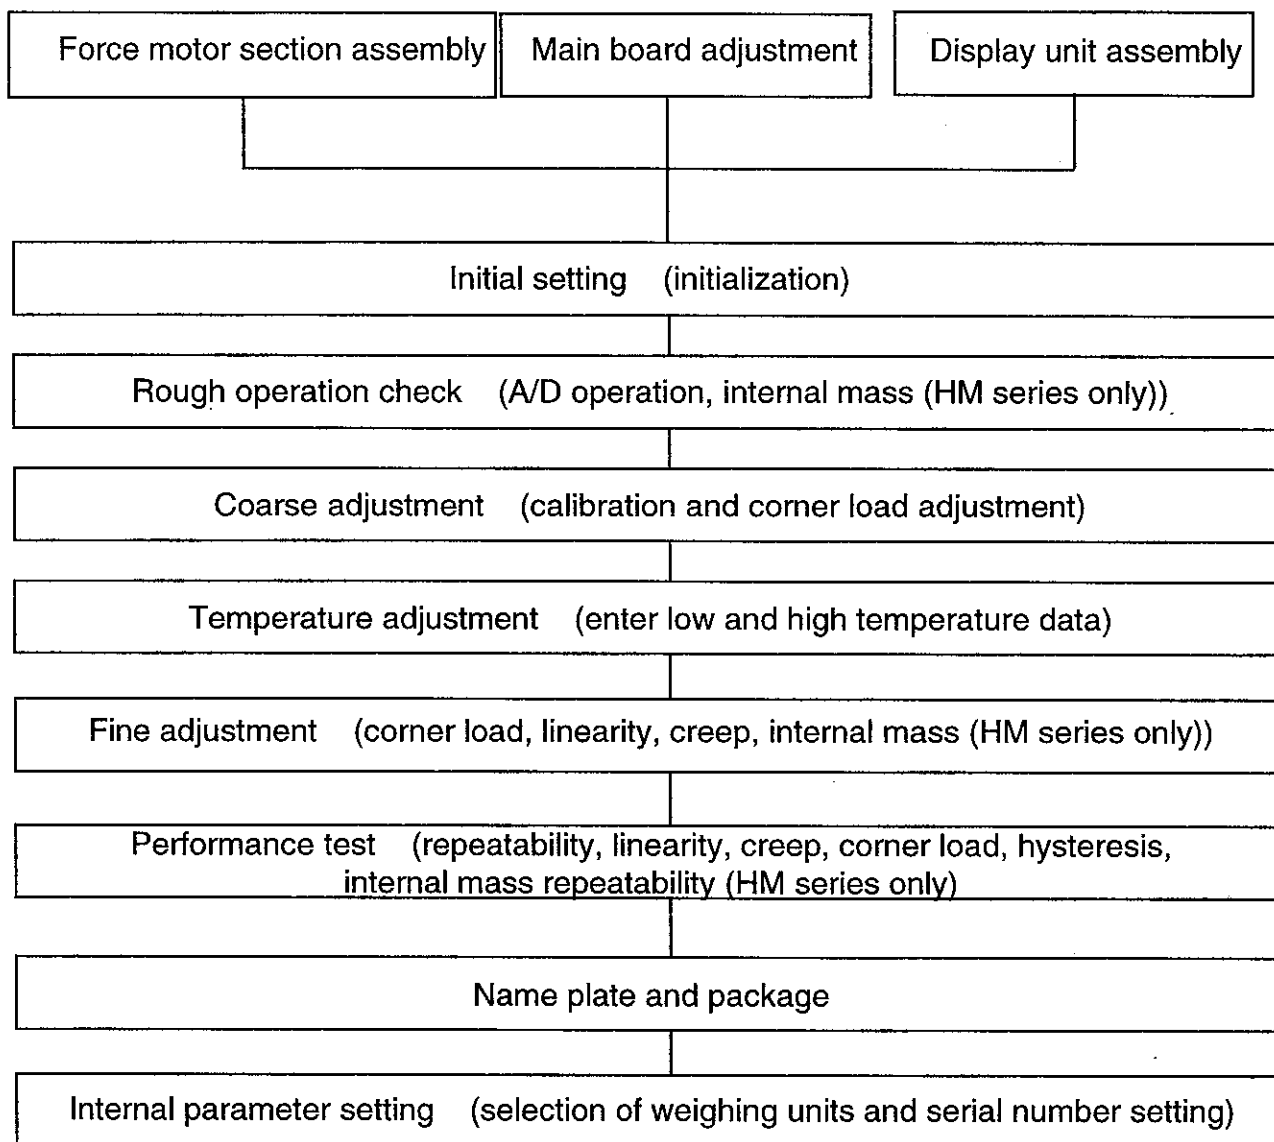 Force motor section assembly
Main board adjustment
Display unit assembly
Initial setting (initialization)
Rough operation check (A/D operation, internal mass (HM series only))
Coarse adjustment (calibration and corner load adjustment)
Temperature adjustment (enter low and high temperature data)
Fine adjustment (corner load, linearity, creep, internal mass (HM series only))
Performance test (repeatability, linearity, creep, corner load, hysteresis,
internal mass repeatability (HM series only)
Name plate and package
Internal parameter setting (selection of weighing units and serial number setting)